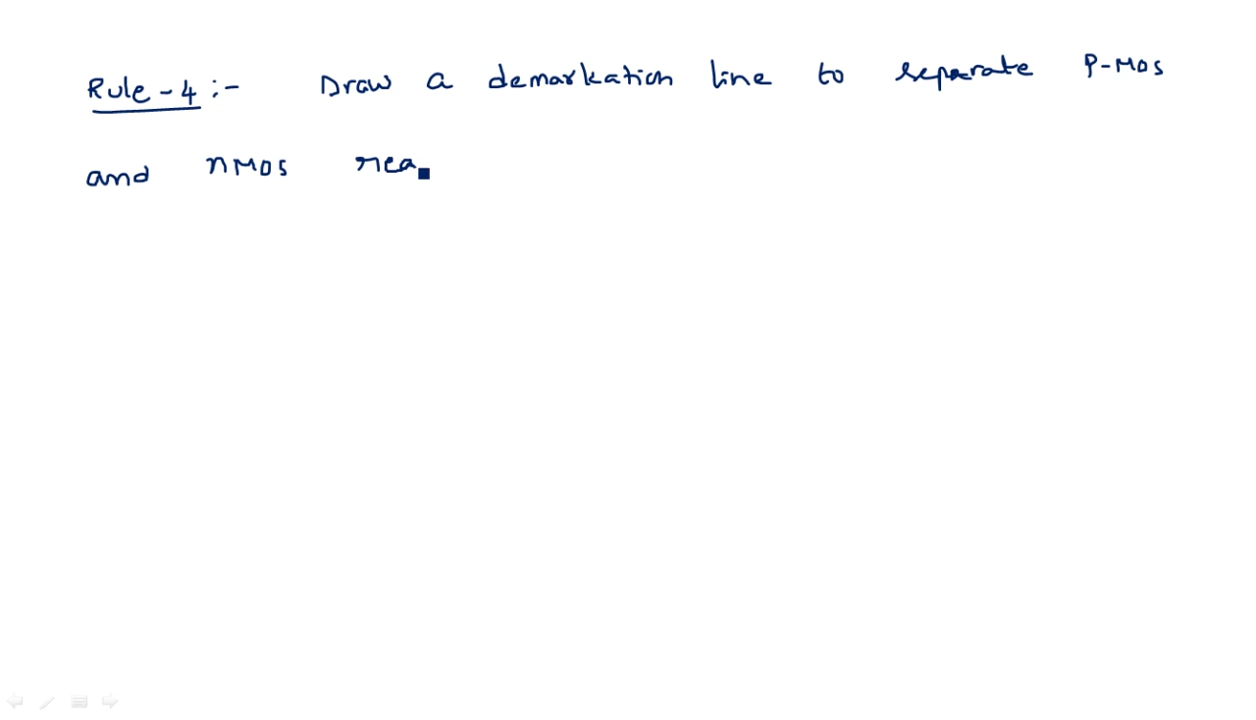 Rule-4 :- Draw a demarkation line to separate P-MOS
and nMOS rea